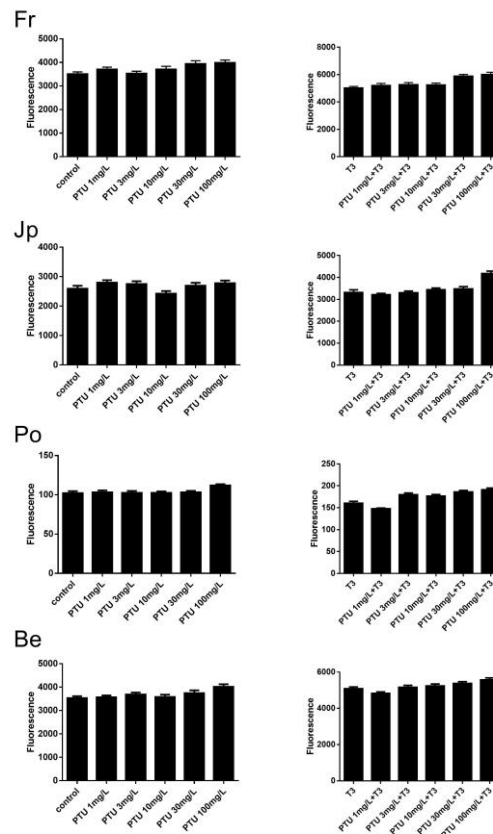 Fr
5000
4000
3000
2000
1000
0
Fluorescence
control
PTU 1mg/L
PTU 3mg/L
PTU 10mg/L
PTU 30mg/L
PTU 100mg/L
8000
6000
4000
2000
0
Fluorescence
T3
PTU 1mg/L+T3
PTU 3mg/L+T3
PTU 10mg/L+T3
PTU 30mg/L+T3
PTU 100mg/L+T3
Jp
4000
3000
2000
1000
0
Fluorescence
control
PTU 1mg/L
PTU 3mg/L
PTU 10mg/L
PTU 30mg/L
PTU 100mg/L
5000
4000
3000
2000
1000
0
Fluorescence
T3
PTU 1mg/L+T3
PTU 3mg/L+T3
PTU 10mg/L+T3
PTU 30mg/L+T3
PTU 100mg/L+T3
Po
150
100
50
0
Fluorescence
control
PTU 1mg/L
PTU 3mg/L
PTU 10mg/L
PTU 30mg/L
PTU 100mg/L
250
200
150
100
50
0
Fluorescence
T3
PTU 1mg/L+T3
PTU 3mg/L+T3
PTU 10mg/L+T3
PTU 30mg/L+T3
PTU 100mg/L+T3
Be
5000
4000
3000
2000
1000
0
Fluorescence
control
PTU 1mg/L
PTU 3mg/L
PTU 10mg/L
PTU 30mg/L
PTU 100mg/L
8000
6000
4000
2000
0
Fluorescence
T3
PTU 1mg/L+T3
PTU 3mg/L+T3
PTU 10mg/L+T3
PTU 30mg/L+T3
PTU 100mg/L+T3